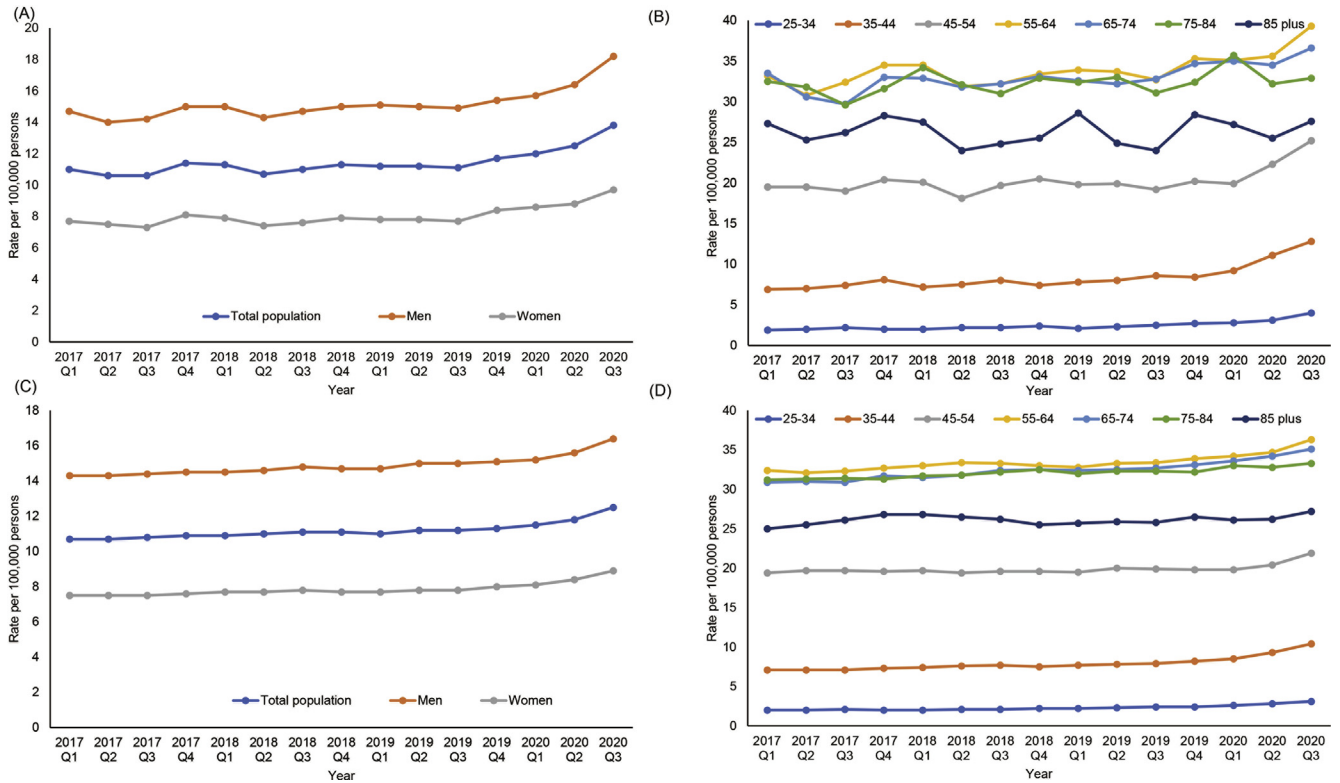 (A)
Rate per 100,000 persons
20
18
16
14
12
10
8
6
4
2
0
Total population Men Women
2017 2017 2017 2017 2018 2018 2018 2018 2019 2019 2019 2019 2020 2020 2020
Q1 Q2 Q3 Q4 Q1 Q2 Q3 Q4 Q1 Q2 Q3 Q4 Q1 Q2 Q3
Year
(B)
Rate per 100,000 persons
25-34 35-44 45-54 55-64 65-74 75-84 85 plus
40
35
30
25
20
15
10
5
0
2017 2017 2017 2017 2018 2018 2018 2018 2019 2019 2019 2019 2020 2020 2020
Q1 Q2 Q3 Q4 Q1 Q2 Q3 Q4 Q1 Q2 Q3 Q4 Q1 Q2 Q3
Year
(C)
Rate per 100,000 persons
18
16
14
12
10
8
6
4
2
0
Total population Men Women
2017 2017 2017 2017 2018 2018 2018 2018 2019 2019 2019 2019 2020 2020 2020
Q1 Q2 Q3 Q4 Q1 Q2 Q3 Q4 Q1 Q2 Q3 Q4 Q1 Q2 Q3
Year
(D)
Rate per 100,000 persons
25-34 35-44 45-54 55-64 65-74 75-84 85 plus
40
35
30
25
20
15
10
5
0
2017 2017 2017 2017 2018 2018 2018 2018 2019 2019 2019 2019 2020 2020 2020
Q1 Q2 Q3 Q4 Q1 Q2 Q3 Q4 Q1 Q2 Q3 Q4 Q1 Q2 Q3
Year